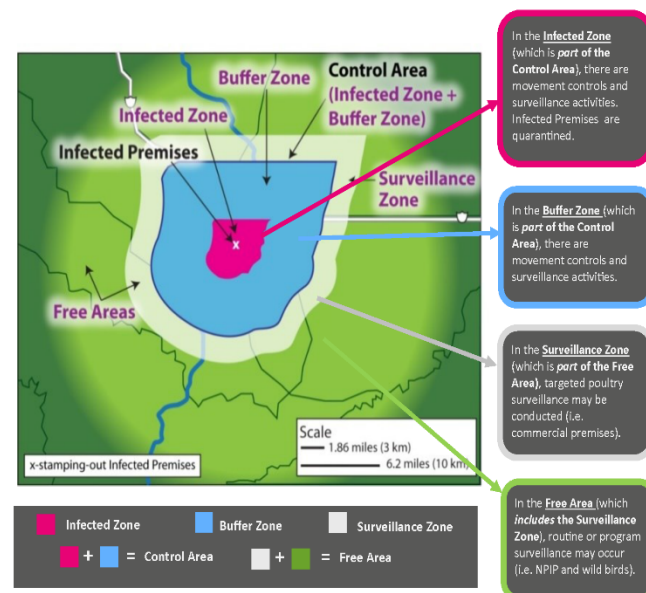 In the Infected Zone
(which is part of the
Control Area), there are
movement controls and
surveillance activities.
Infected Premises are
quarantined.
Buffer Zone
Control Area
(Infected Zone +
Buffer Zone)
Infected Zone
Infected Premises
Surveillance
Zone
Free Areas
In the Buffer Zone (which
is part of the Control
Area), there are
movement controls and
surveillance activities.
In the Surveillance Zone
(which is part of the Free
Area), targeted poultry
surveillance may be
conducted (i.e.
commercial premises).
Scale
1.86 miles (3 km)
6.2 miles (10 km)
x-stamping-out Infected Premises
x
In the Free Area (which
includes the Surveillance
Zone), routine or program
surveillance may occur
(i.e. NPIP and wild birds).
Infected Zone Buffer Zone Surveillance Zone
+ = Control Area + = Free Area